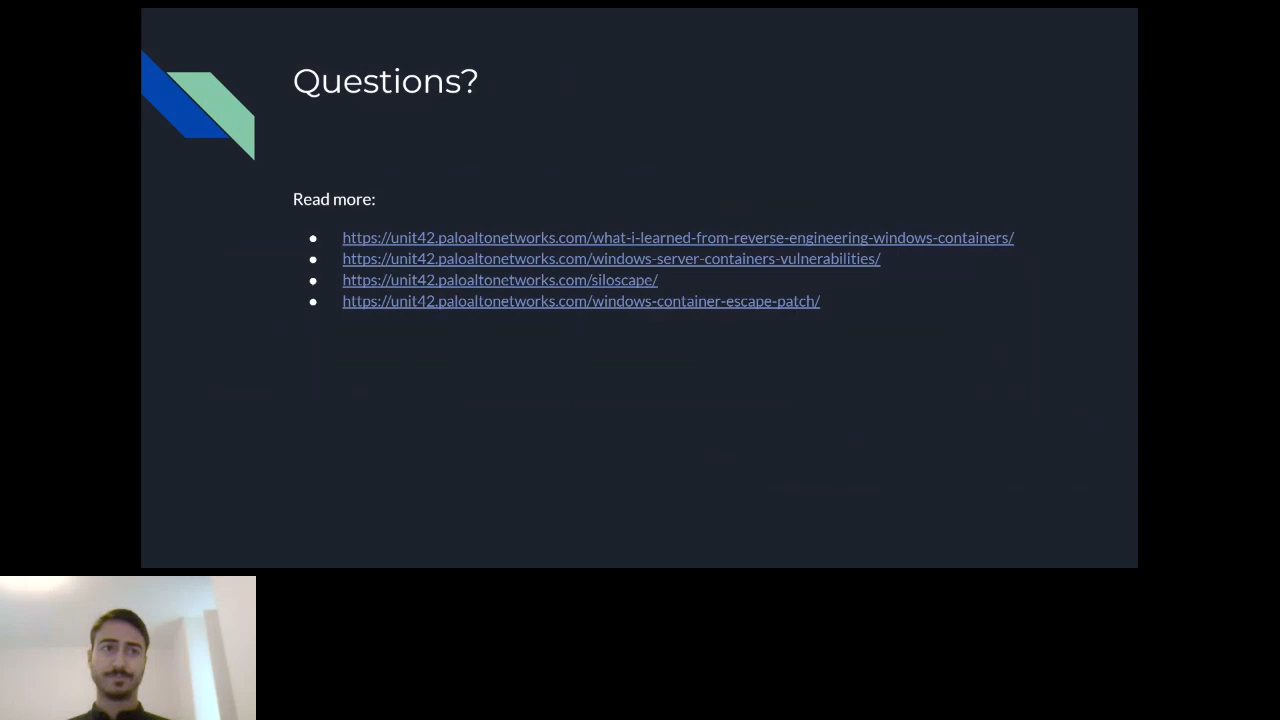 Questions?
Read more:
● https://unit42.paloaltonetworks.com/what-i-learned-from-reverse-engineering-windows-containers/
● https://unit42.paloaltonetworks.com/windows-server-containers-vulnerabilities/
● https://unit42.paloaltonetworks.com/siloscape/
● https://unit42.paloaltonetworks.com/windows-container-escape-patch/